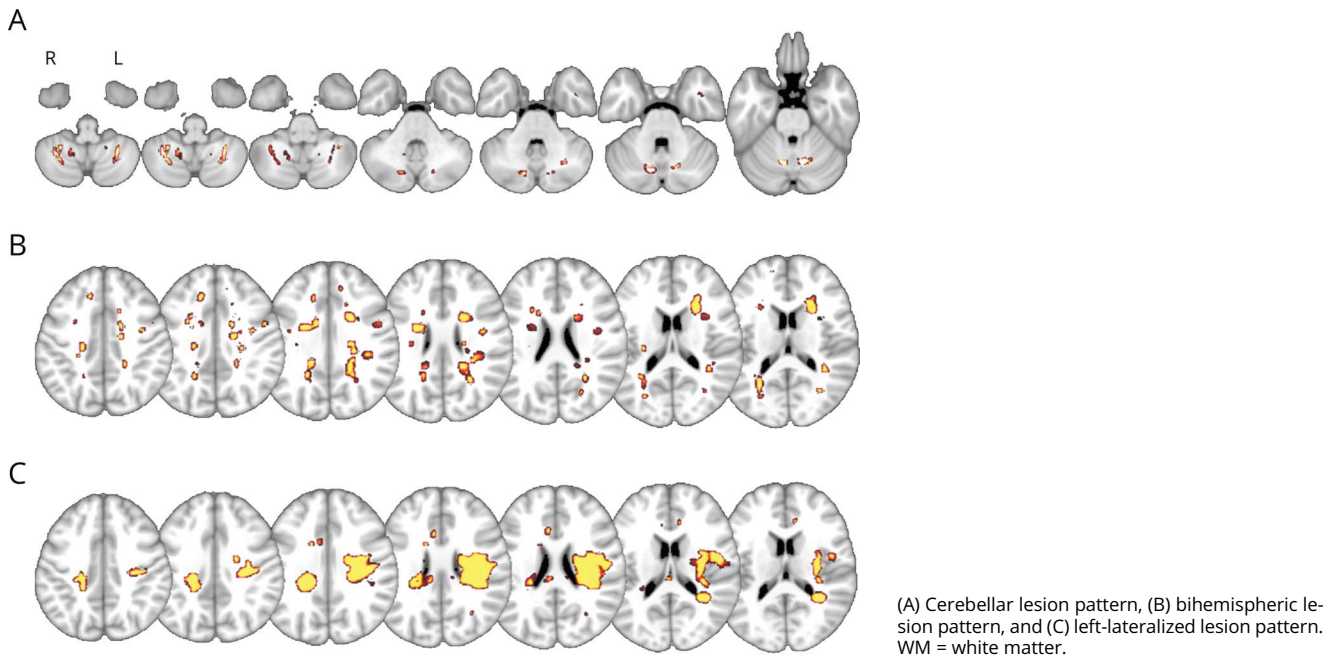 A
R L
B
C
(A) Cerebellar lesion pattern, (B) bihemispheric le-
sion pattern, and (C) left-lateralized lesion pattern.
WM = white matter.